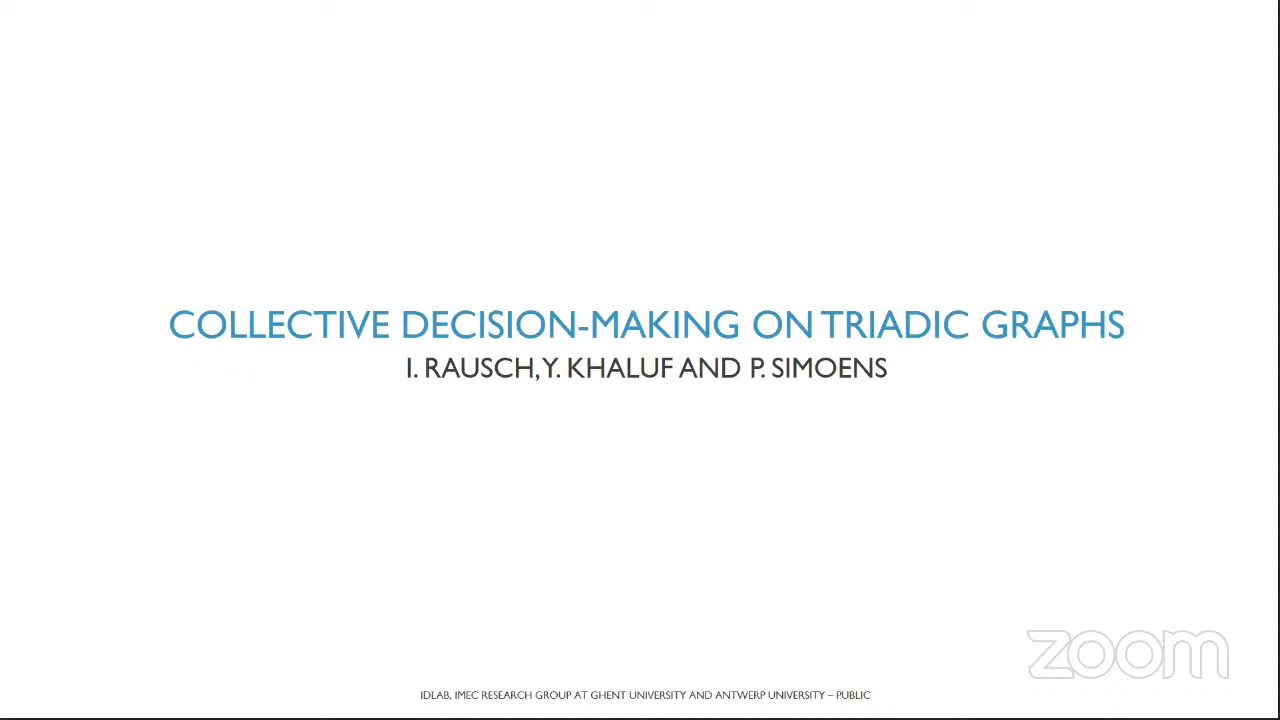 COLLECTIVE DECISION-MAKING ON TRIADIC GRAPHS
I. RAUSCH, Y. KHALUF AND P. SIMOENS
zoom
IDLAB, IMEC RESEARCH GROUP AT GHENT UNIVERSITY AND ANTWERP UNIVERSITY – PUBLIC